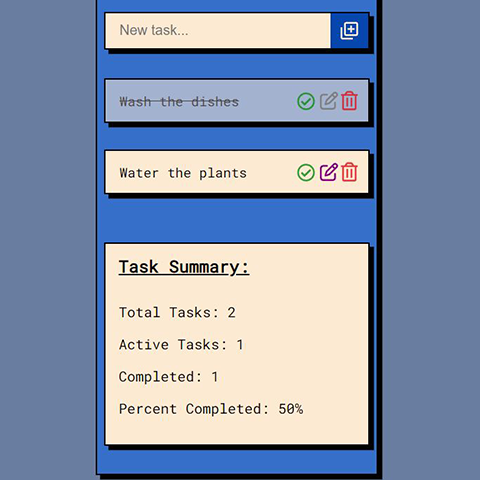 New task...
Wash the dishes
Water the plants
Task Summary:
Total Tasks: 2
Active Tasks: 1
Completed: 1
Percent Completed: 50%